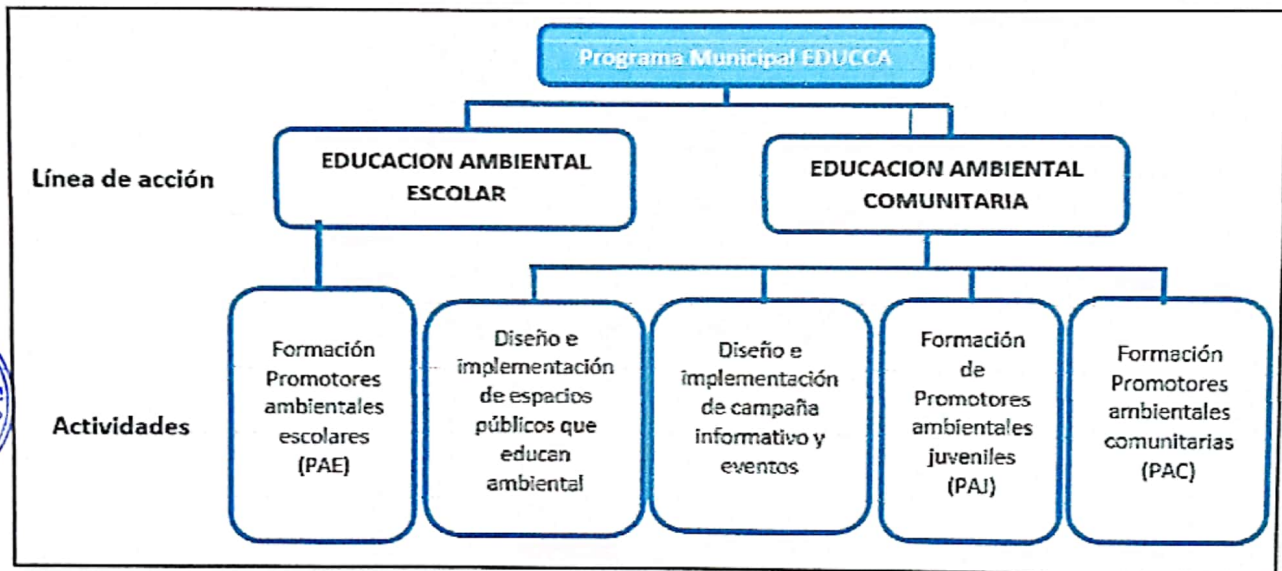 Programa Municipal EDUCCA
Línea de acción
EDUCACION AMBIENTAL
ESCOLAR
EDUCACION AMBIENTAL
COMUNITARIA
Actividades
Formación
Promotores
ambientales
escolares
(PAE)
Diseño e
implementación
de espacios
públicos que
educan
ambiental
Diseño e
implementación
de campaña
informativo y
eventos
Formación
de
Promotores
ambientales
juveniles
(PAJ)
Formación
Promotores
ambientales
comunitarias
(PAC)